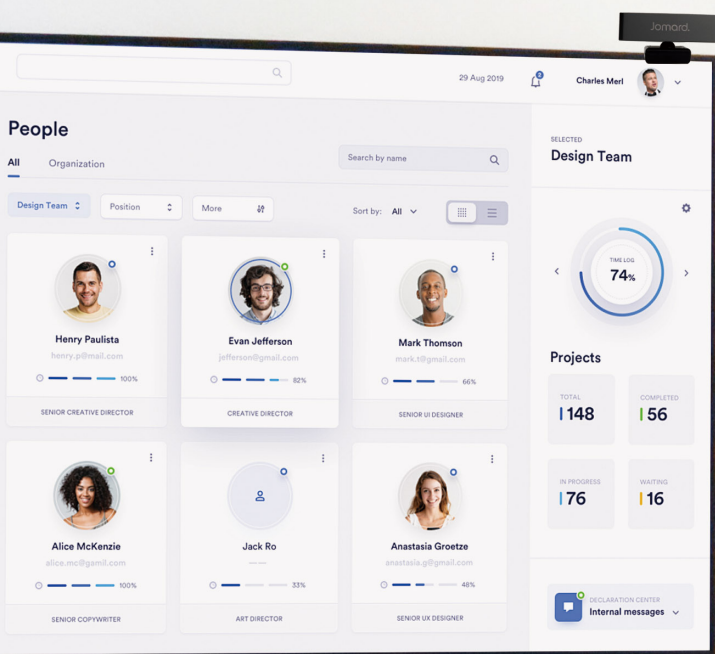 Jomard.
29 Aug 2019
2
Charles Merl
People
All
Organization
Search by name
Design Team
Position
More
Sort by: All
Henry Paulista
henry.p@mail.com
100%
SENIOR CREATIVE DIRECTOR
Evan Jefferson
jefferson@gmail.com
82%
CREATIVE DIRECTOR
Mark Thomson
mark.t@gmail.com
66%
SENIOR UI DESIGNER
Alice McKenzie
alice.mc@gamil.com
100%
SENIOR COPYWRITER
Jack Ro
33%
ART DIRECTOR
Anastasia Groetze
anastasia.g@gmail.com
48%
SENIOR UX DESIGNER
SELECTED
Design Team
TIME LOG
74%
Projects
TOTAL
148
COMPLETED
56
IN PROGRESS
76
WAITING
16
DECLARATION CENTER
Internal messages